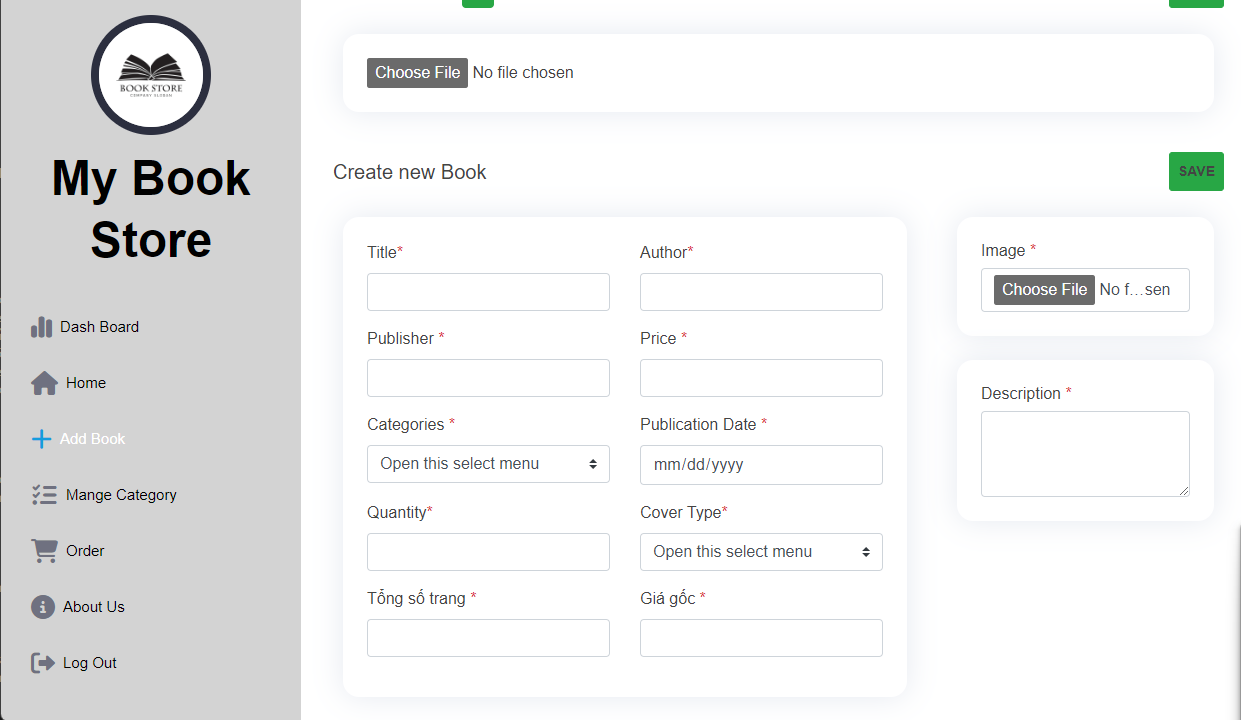 BOOK STORE
COMPANY SLOGAN
My Book
Store
Dash Board
Home
Add Book
Mange Category
Order
About Us
Log Out
Choose File No file chosen
Create new Book
SAVE
Title*
Author*
Publisher *
Price *
Categories *
Publication Date *
Open this select menu
mm/dd/yyyy
Quantity*
Cover Type*
Open this select menu
Tổng số trang *
Giá gốc *
Image *
Choose File No f...sen
Description *